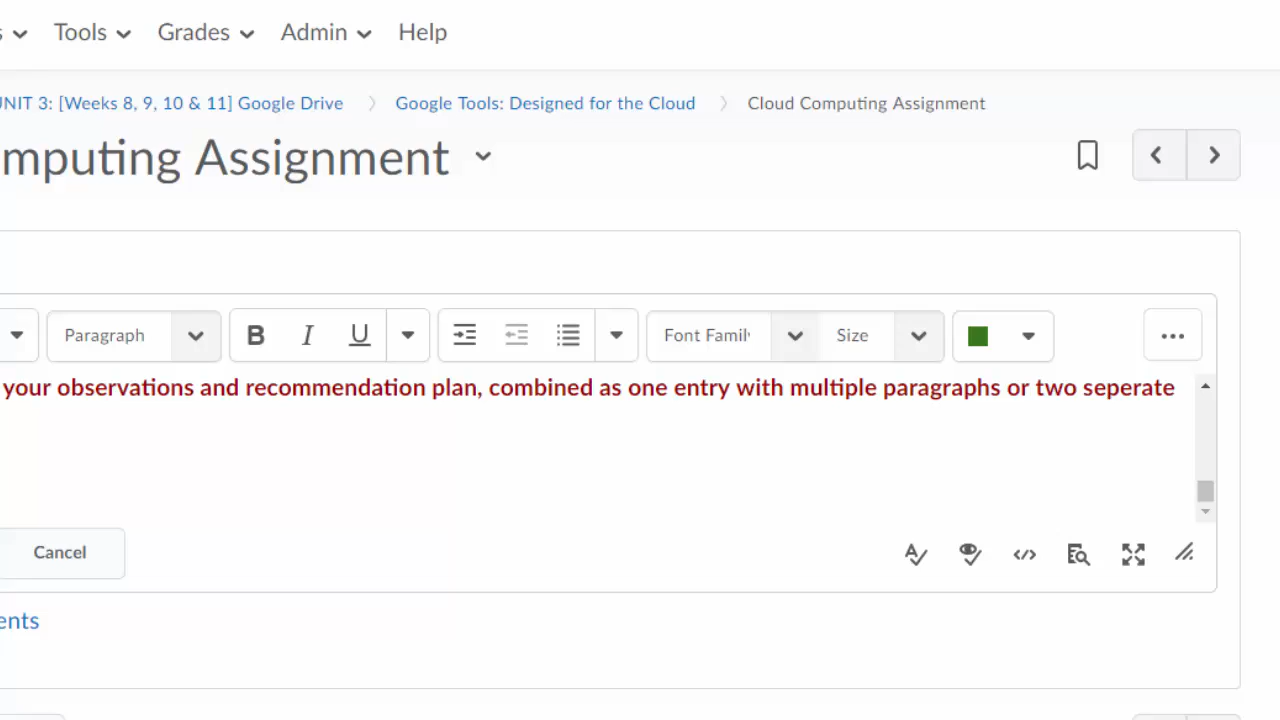 Tools Grades Admin Help
NIT 3: [Weeks 8, 9, 10 & 11] Google Drive Google Tools: Designed for the Cloud Cloud Computing Assignment
mputing Assignment
Paragraph B I U Font Famil Size
your observations and recommendation plan, combined as one entry with multiple paragraphs or two seperate
Cancel
ents